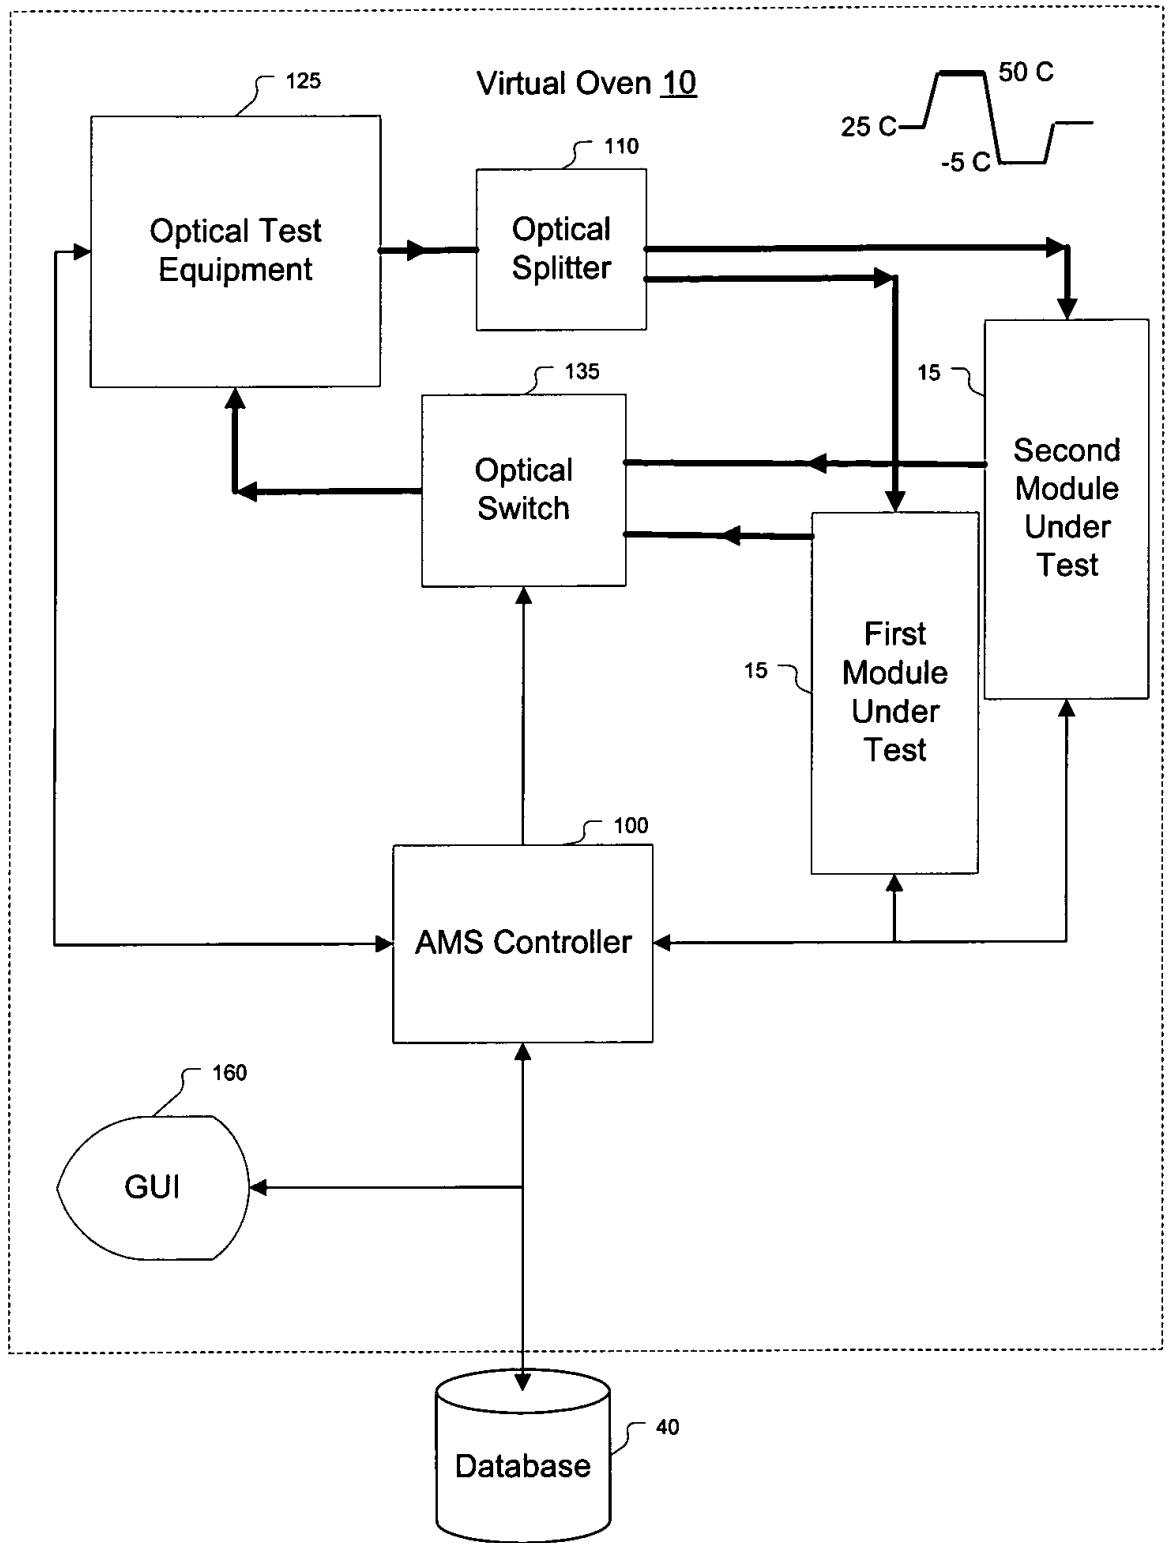 Virtual Oven 10
50 C
25 C
-5 C
125
Optical Test
Equipment
110
Optical
Splitter
135
Optical
Switch
15
Second
Module
Under
Test
15
First
Module
Under
Test
100
AMS Controller
160
GUI
40
Database